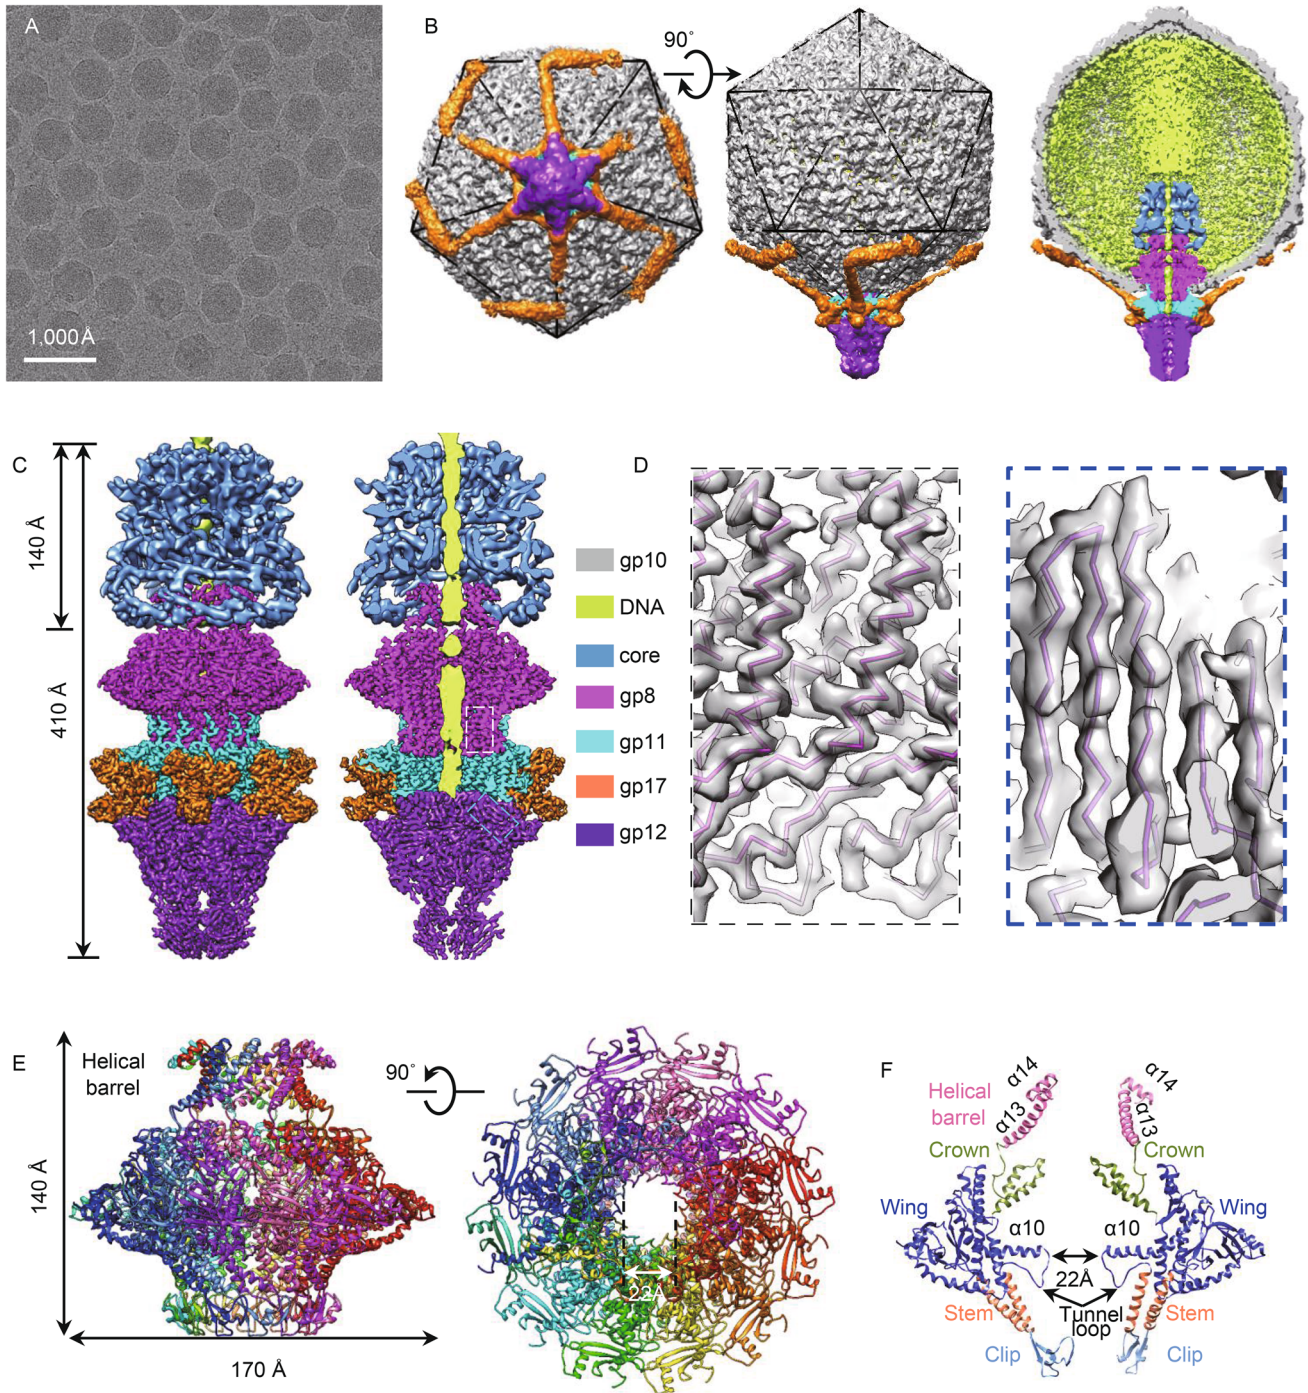 A
1,000 Å
B
90°
C
140 Å
410 Å
gp10
DNA
core
gp8
gp11
gp17
gp12
D
E
Helical
barrel
140 Å
170 Å
90°
22Å
F
α14
α13
Helical
barrel
Crown
Wing
α10
22Å
Tunnel
loop
Stem
Clip
α14
α13
Crown
Wing
α10
Stem
Clip